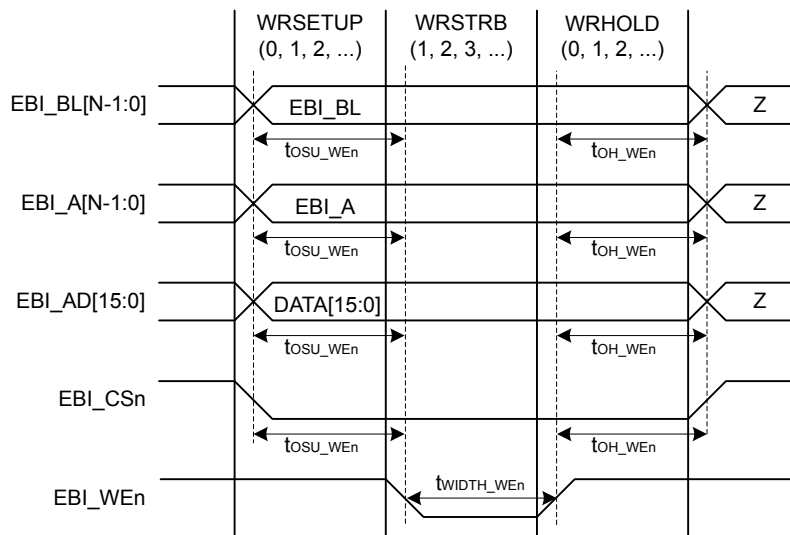 WRSETUP WRSTRB WRHOLD
(0, 1, 2, ...) (1, 2, 3, ...) (0, 1, 2, ...)
EBI_BL[N-1:0] EBI_BL Z
tOSU_WEn tOH_WEn
EBI_A[N-1:0] EBI_A Z
tOSU_WEn tOH_WEn
EBI_AD[15:0] DATA[15:0] Z
tOSU_WEn tOH_WEn
EBI_CSn
tOSU_WEn tOH_WEn
EBI_WEn tWIDTH_WEn